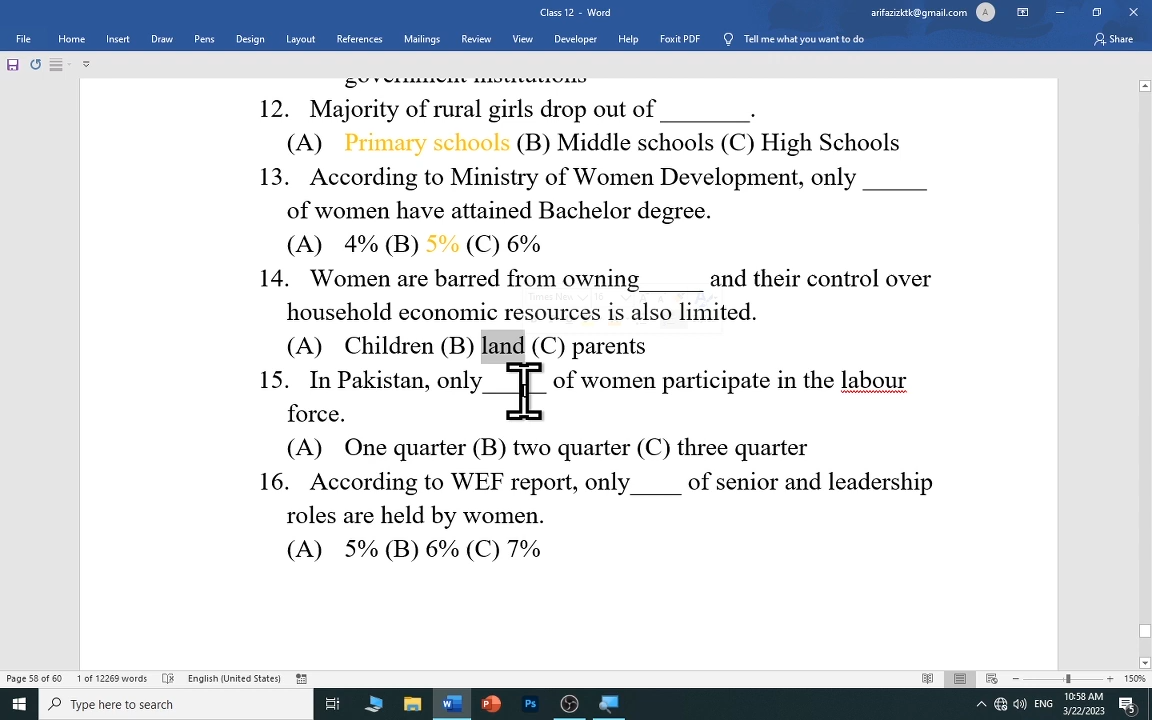 Class 12 - Word
arifazizktk@gmail.com
A
File Home Insert Draw Pens Design Layout References Mailings Review View Developer Help Foxit PDF Tell me what you want to do
Share
government institutions
12. Majority of rural girls drop out of _______.
(A) Primary schools (B) Middle schools (C) High Schools
13. According to Ministry of Women Development, only _____
of women have attained Bachelor degree.
(A) 4% (B) 5% (C) 6%
14. Women are barred from owning_____ and their control over
household economic resources is also limited.
(A) Children (B) land (C) parents
15. In Pakistan, only_____ of women participate in the labour
force.
(A) One quarter (B) two quarter (C) three quarter
16. According to WEF report, only____ of senior and leadership
roles are held by women.
(A) 5% (B) 6% (C) 7%
Page 58 of 60 1 of 12269 words English (United States) 150%
Type here to search
ENG
10:58 AM
3/22/2023
5